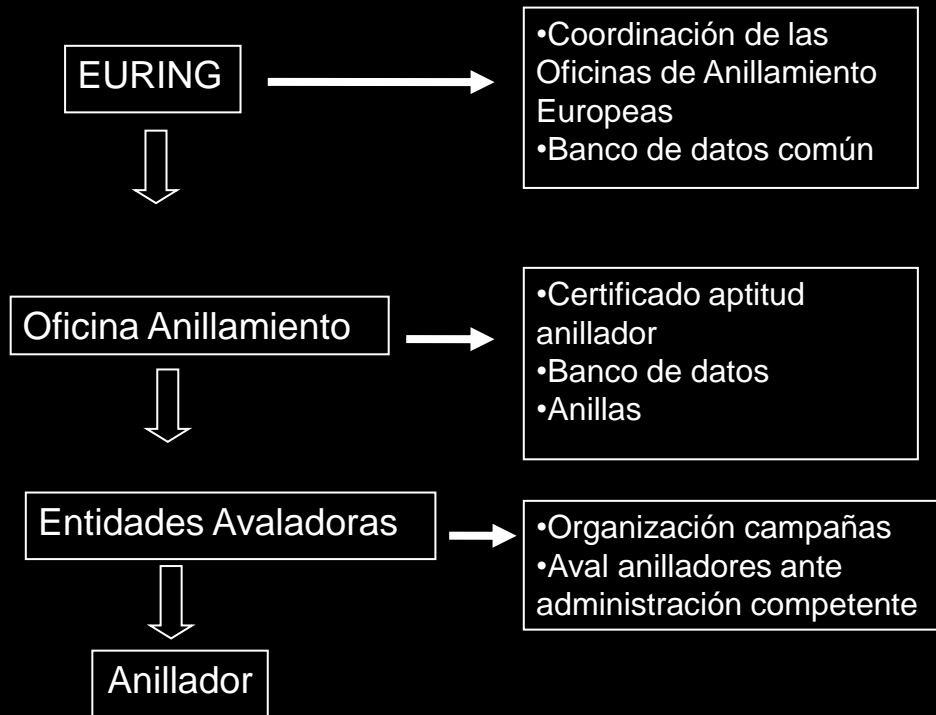 EURING
•Coordinación de las
Oficinas de Anillamiento
Europeas
•Banco de datos común
Oficina Anillamiento
•Certificado aptitud
anillador
•Banco de datos
•Anillas
Entidades Avaladoras
•Organización campañas
•Aval anilladores ante
administración competente
Anillador